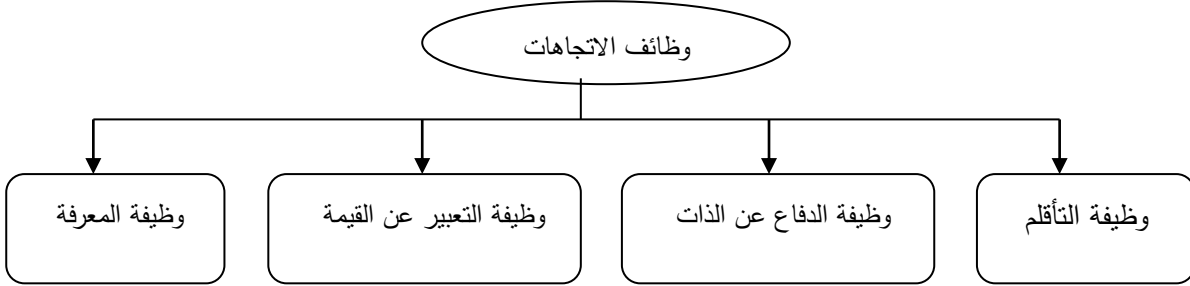 وظائف الاتجاهات
وظيفة التأقلم
وظيفة الدفاع عن الذات
وظيفة التعبير عن القيمة
وظيفة المعرفة